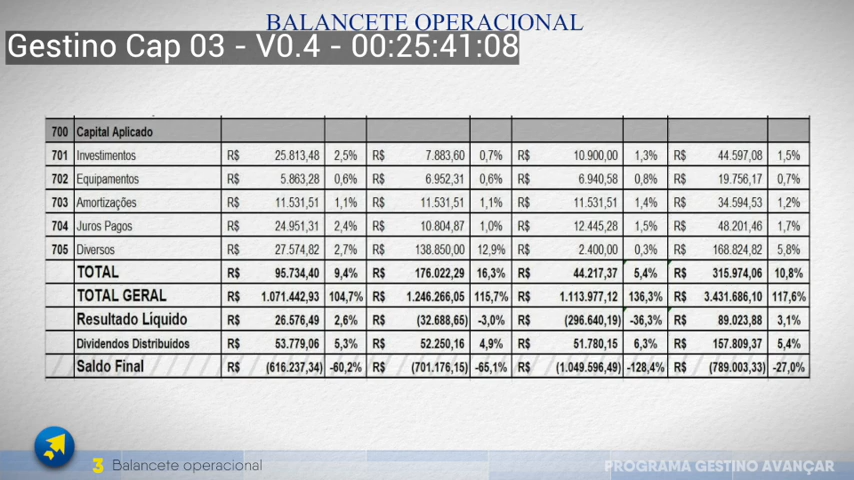 BALANCETE OPERACIONAL
Gestino Cap 03 - V0.4 - 00:25:41:08
700 Capital Aplicado
701 Investimentos R$ 25.813,48 2,5% R$ 7.883,60 0,7% R$ 10.900,00 1,3% R$ 44.597,08 1,5%
702 Equipamentos R$ 5.863,28 0,6% R$ 6.952,31 0,6% R$ 6.940,58 0,8% R$ 19.756,17 0,7%
703 Amortizações R$ 11.531,51 1,1% R$ 11.531,51 1,1% R$ 11.531,51 1,4% R$ 34.594,53 1,2%
704 Juros Pagos R$ 24.951,31 2,4% R$ 10.804,87 1,0% R$ 12.445,28 1,5% R$ 48.201,46 1,7%
705 Diversos R$ 27.574,82 2,7% R$ 138.850,00 12,9% R$ 2.400,00 0,3% R$ 168.824,82 5,8%
TOTAL R$ 95.734,40 9,4% R$ 176.022,29 16,3% R$ 44.217,37 5,4% R$ 315.974,06 10,8%
TOTAL GERAL R$ 1.071.442,93 104,7% R$ 1.246.266,05 115,7% R$ 1.113.977,12 136,3% R$ 3.431.686,10 117,6%
Resultado Líquido R$ 26.576,49 2,6% R$ (32.688,65) -3,0% R$ (296.640,19) -36,3% R$ 89.023,88 3,1%
Dividendos Distribuidos R$ 53.779,06 5,3% R$ 52.250,16 4,9% R$ 51.780,15 6,3% R$ 157.809,37 5,4%
Saldo Final R$ (616.237,34) -60,2% R$ (701.176,15) -65,1% R$ (1.049.596,49) -128,4% R$ (789.003,33) -27,0%
3 Balancete operacional
PROGRAMA GESTINO AVANÇAR